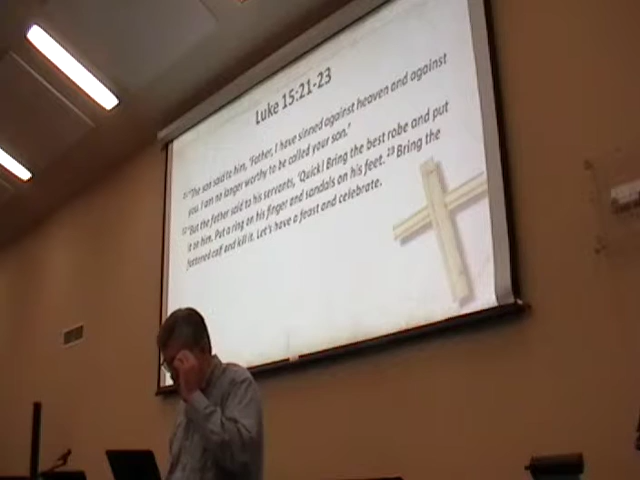 Luke 15:21-23
21 "The son said to him, 'Father, I have sinned against heaven and against
you. I am no longer worthy to be called your son.'
22 "But the father said to his servants, 'Quick! Bring the best robe and put
it on him. Put a ring on his finger and sandals on his feet. 23 Bring the
fattened calf and kill it. Let's have a feast and celebrate.